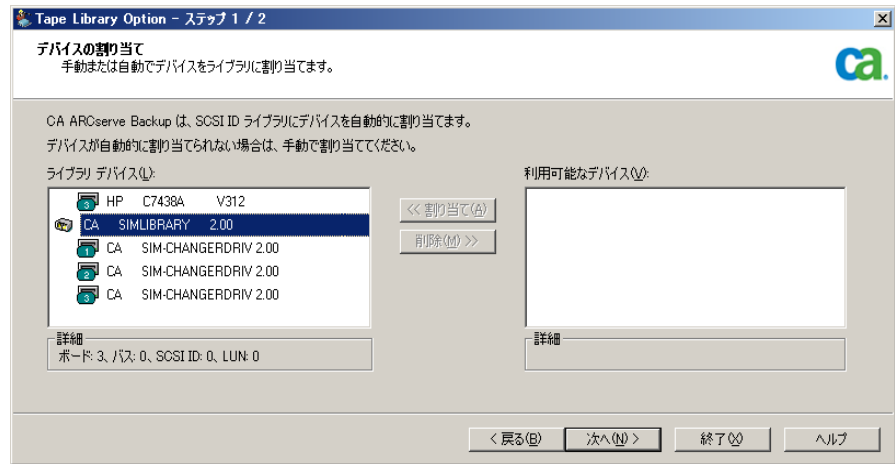 Tape Library Option - ステップ 1 / 2
デバイスの割り当て
手動または自動でデバイスをライブラリに割り当てます。
ca.
CA ARCserve Backup は、SCSI ID ライブラリにデバイスを自動的に割り当てます。
デバイスが自動的に割り当てられない場合は、手動で割り当ててください。
ライブラリ デバイス(L):
利用可能なデバイス(V):
3 HP C7438A V312
CA SIMLIBRARY 2.00
1 CA SIM-CHANGERDRIV 2.00
2 CA SIM-CHANGERDRIV 2.00
3 CA SIM-CHANGERDRIV 2.00
<< 割り当て(A)
削除(M) >>
詳細
ボード: 3、バス: 0、SCSI ID: 0、LUN: 0
詳細
< 戻る(B)
次へ(N) >
終了(X)
ヘルプ